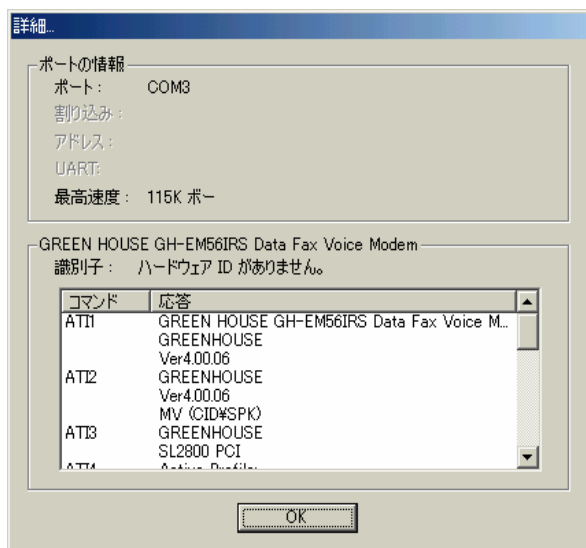 詳細...
ポートの情報
ポート： COM3
割り込み：
アドレス：
UART:
最高速度： 115K ボー
GREEN HOUSE GH-EM56IRS Data Fax Voice Modem
識別子： ハードウェア ID がありません。
コマンド 応答
ATI1 GREEN HOUSE GH-EM56IRS Data Fax Voice M...
GREENHOUSE
Ver4.00.06
ATI2 GREENHOUSE
Ver4.00.06
MV (CID¥SPK)
ATI3 GREENHOUSE
SL2800 PCI
ATI4 Active Profile:
OK